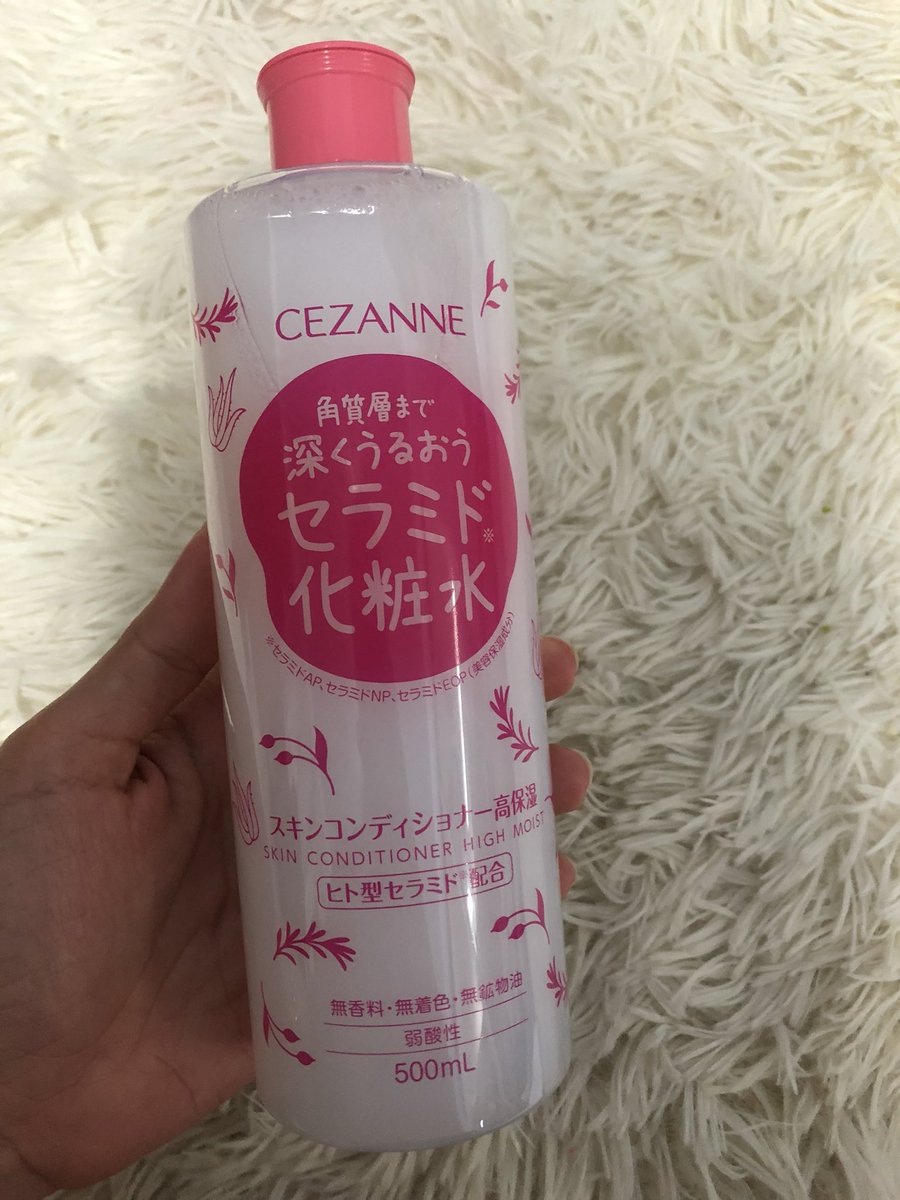 CEZANNE
角質層まで
深くうるおう
セラミド※
化粧水
※セラミドAP、セラミドNP、セラミドEOP(美容保湿成分)
スキンコンディショナー高保湿
SKIN CONDITIONER HIGH MOIST
ヒト型セラミド※配合
無香料・無着色・無鉱物油
弱酸性
500mL